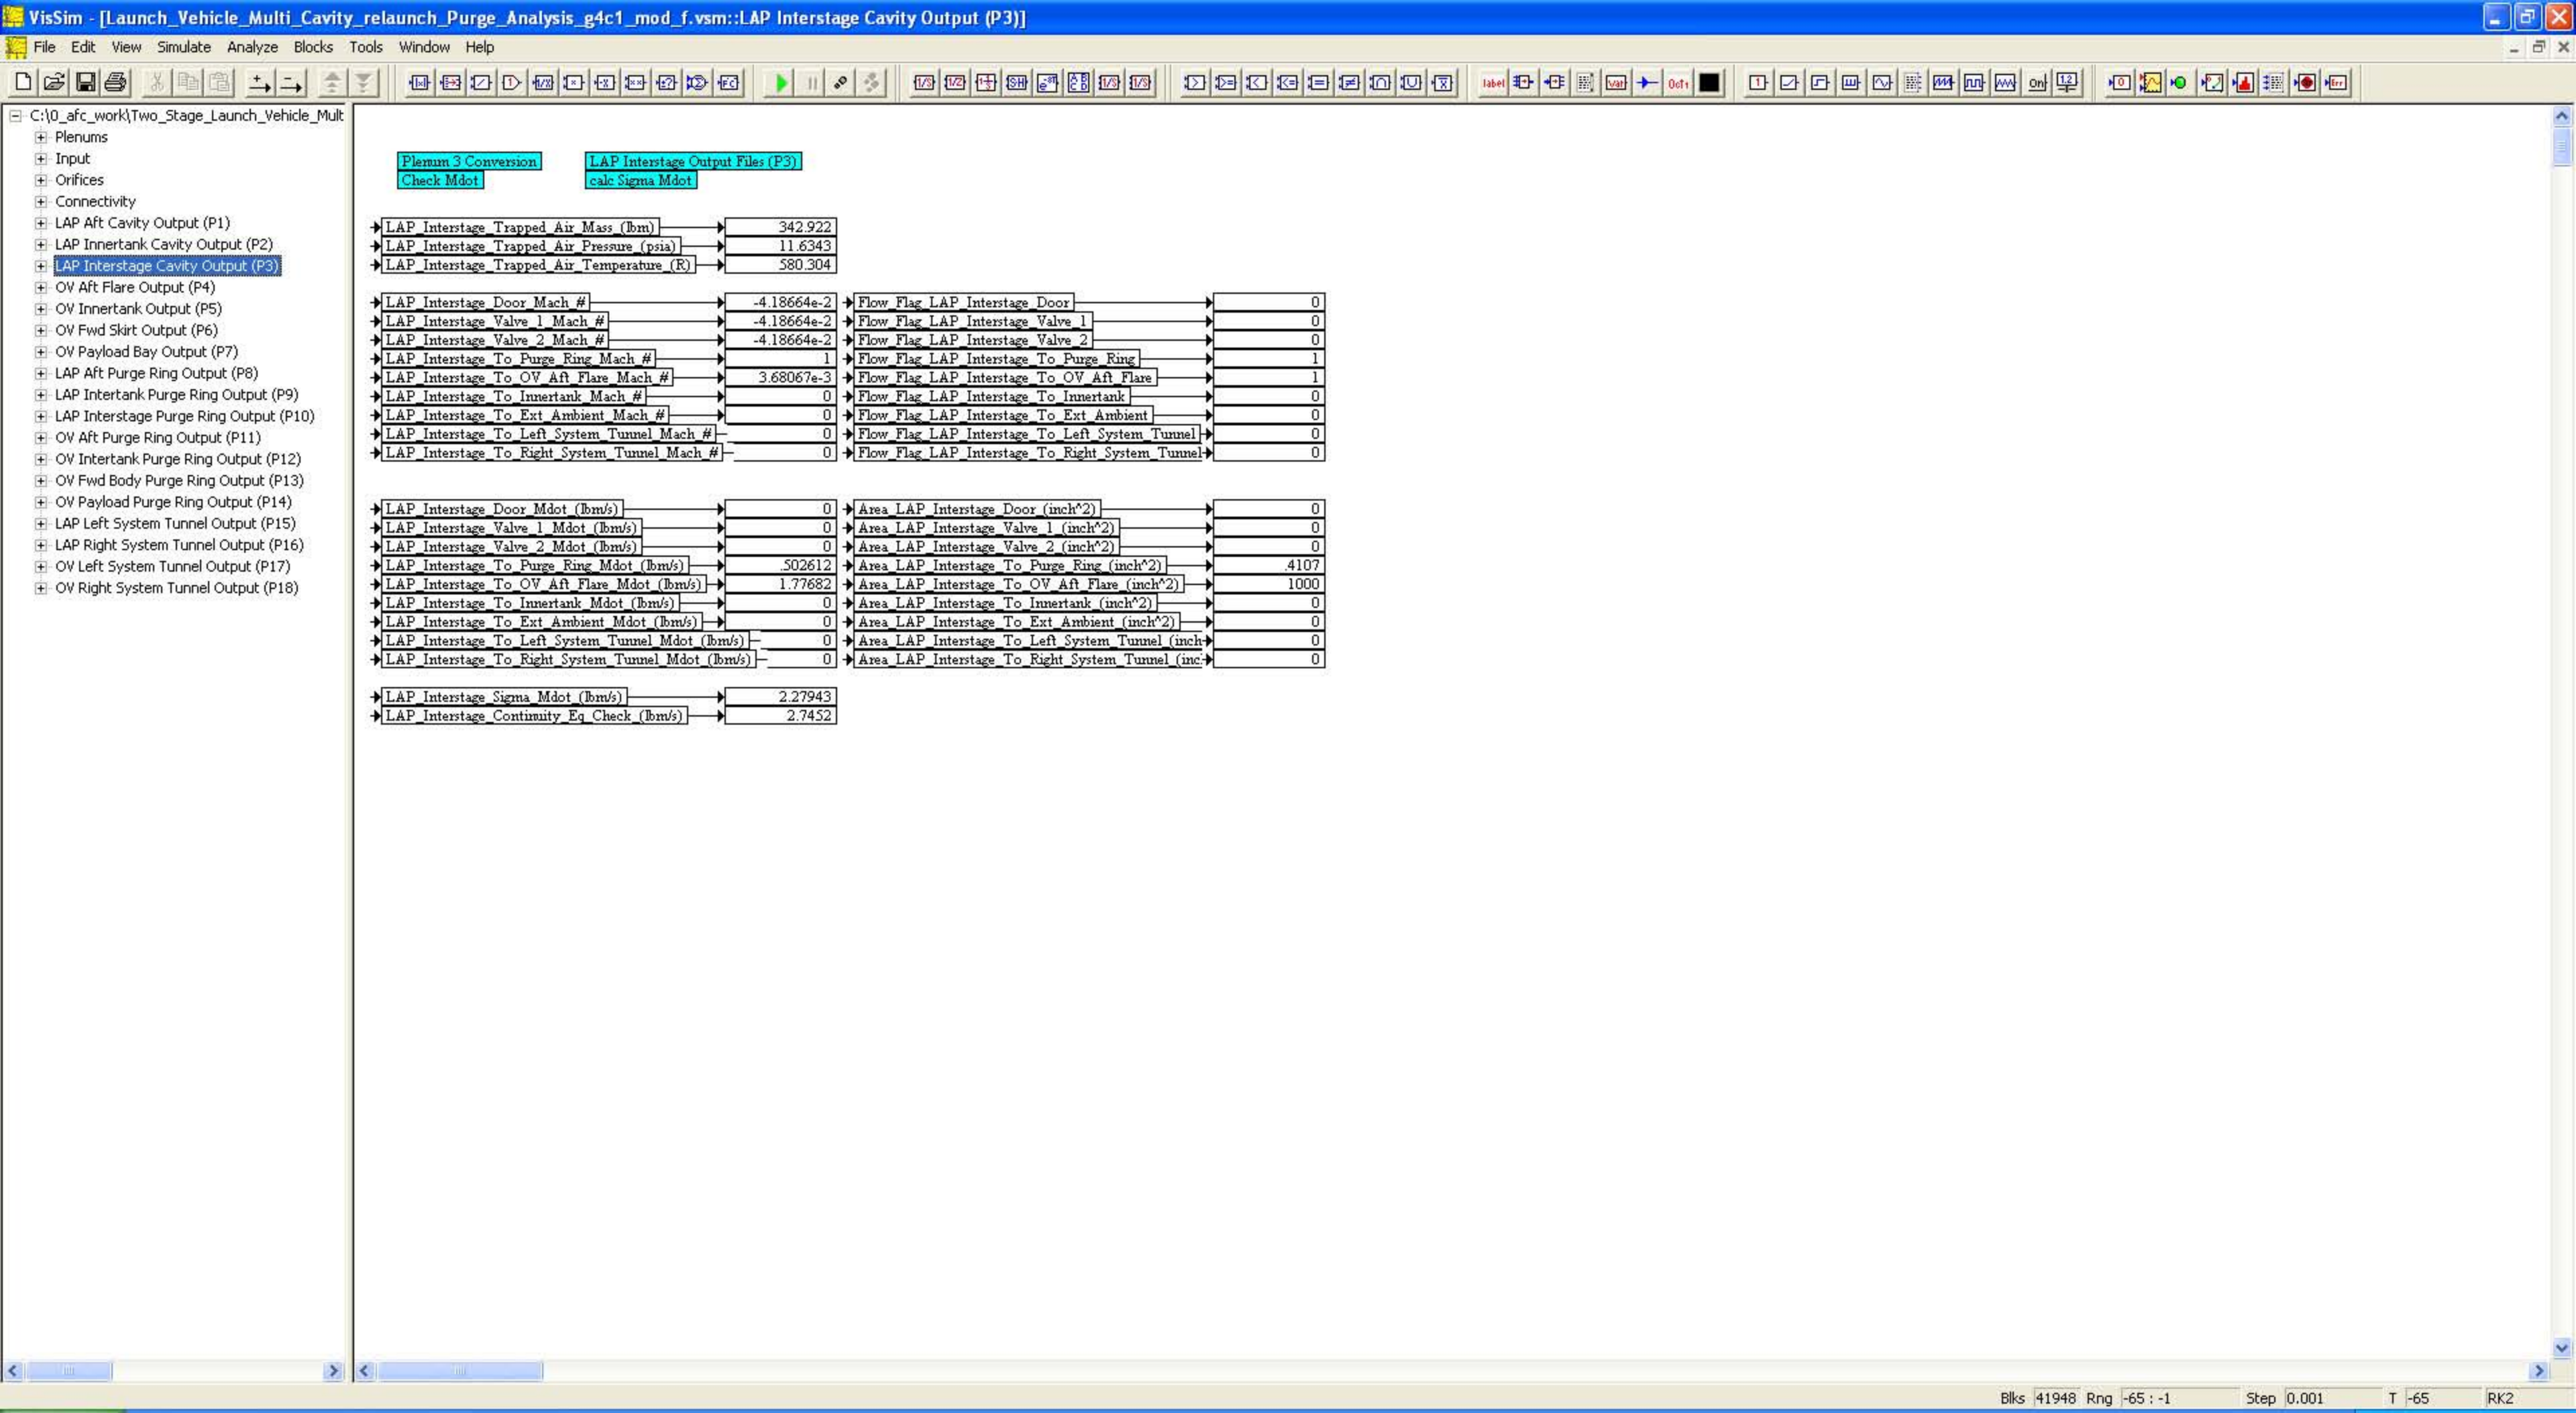 VisSim - [Launch_Vehicle_Multi_Cavity_relaunch_Purge_Analysis_g4c1_mod_f.vsm::LAP Interstage Cavity Output (P3)]
File Edit View Simulate Analyze Blocks Tools Window Help
C:\0_afc_work\Two_Stage_Launch_Vehicle_Mult
Plenums
Input
Orifices
Connectivity
LAP Aft Cavity Output (P1)
LAP Innertank Cavity Output (P2)
LAP Interstage Cavity Output (P3)
OV Aft Flare Output (P4)
OV Innertank Output (P5)
OV Fwd Skirt Output (P6)
OV Payload Bay Output (P7)
LAP Aft Purge Ring Output (P8)
LAP Intertank Purge Ring Output (P9)
LAP Interstage Purge Ring Output (P10)
OV Aft Purge Ring Output (P11)
OV Intertank Purge Ring Output (P12)
OV Fwd Body Purge Ring Output (P13)
OV Payload Purge Ring Output (P14)
LAP Left System Tunnel Output (P15)
LAP Right System Tunnel Output (P16)
OV Left System Tunnel Output (P17)
OV Right System Tunnel Output (P18)
Plenum 3 Conversion LAP Interstage Output Files (P3)
Check Mdot calc Sigma Mdot
LAP_Interstage_Trapped_Air_Mass_(lbm) 342.922
LAP_Interstage_Trapped_Air_Pressure_(psia) 11.6343
LAP_Interstage_Trapped_Air_Temperature_(R) 580.304
LAP_Interstage_Door_Mach_# -4.18664e-2 Flow_Flag_LAP_Interstage_Door 0
LAP_Interstage_Valve_1_Mach_# -4.18664e-2 Flow_Flag_LAP_Interstage_Valve_1 0
LAP_Interstage_Valve_2_Mach_# -4.18664e-2 Flow_Flag_LAP_Interstage_Valve_2 0
LAP_Interstage_To_Purge_Ring_Mach_# 1 Flow_Flag_LAP_Interstage_To_Purge_Ring 1
LAP_Interstage_To_OV_Aft_Flare_Mach_# 3.68067e-3 Flow_Flag_LAP_Interstage_To_OV_Aft_Flare 1
LAP_Interstage_To_Innertank_Mach_# 0 Flow_Flag_LAP_Interstage_To_Innertank 0
LAP_Interstage_To_Ext_Ambient_Mach_# 0 Flow_Flag_LAP_Interstage_To_Ext_Ambient 0
LAP_Interstage_To_Left_System_Tunnel_Mach_# 0 Flow_Flag_LAP_Interstage_To_Left_System_Tunnel 0
LAP_Interstage_To_Right_System_Tunnel_Mach_# 0 Flow_Flag_LAP_Interstage_To_Right_System_Tunnel 0
LAP_Interstage_Door_Mdot_(lbm/s) 0 Area_LAP_Interstage_Door_(inch^2) 0
LAP_Interstage_Valve_1_Mdot_(lbm/s) 0 Area_LAP_Interstage_Valve_1_(inch^2) 0
LAP_Interstage_Valve_2_Mdot_(lbm/s) 0 Area_LAP_Interstage_Valve_2_(inch^2) 0
LAP_Interstage_To_Purge_Ring_Mdot_(lbm/s) .502612 Area_LAP_Interstage_To_Purge_Ring_(inch^2) .4107
LAP_Interstage_To_OV_Aft_Flare_Mdot_(lbm/s) 1.77682 Area_LAP_Interstage_To_OV_Aft_Flare_(inch^2) 1000
LAP_Interstage_To_Innertank_Mdot_(lbm/s) 0 Area_LAP_Interstage_To_Innertank_(inch^2) 0
LAP_Interstage_To_Ext_Ambient_Mdot_(lbm/s) 0 Area_LAP_Interstage_To_Ext_Ambient_(inch^2) 0
LAP_Interstage_To_Left_System_Tunnel_Mdot_(lbm/s) 0 Area_LAP_Interstage_To_Left_System_Tunnel_(inch 0
LAP_Interstage_To_Right_System_Tunnel_Mdot_(lbm/s) 0 Area_LAP_Interstage_To_Right_System_Tunnel_(inc 0
LAP_Interstage_Sigma_Mdot_(lbm/s) 2.27943
LAP_Interstage_Continuity_Eq_Check_(lbm/s) 2.7452
Blks 41948 Rng -65 : -1 Step 0.001 T -65 RK2